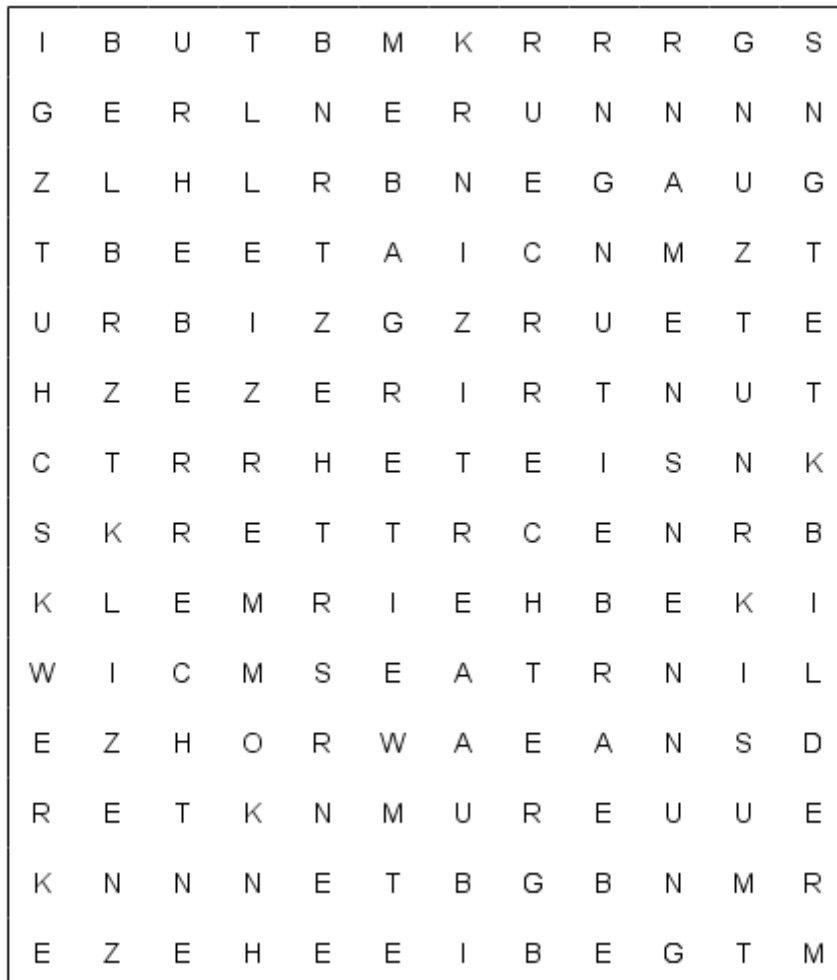 I B U T B M K R R R G S
G E R L N E R U N N N N
Z L H L R B N E G A U G
T B E E T A I C N M Z T
U R B I Z G Z R U E T E
H Z E Z E R I R T N U T
C T R R H E T E I S N K
S K R E T T R C E N R B
K L E M R I E H B E K I
W I C M S E A T R N I L
E Z H O R W A E A N S D
R E T K N M U R E U U E
K N N N E T B G B N M R
E Z E H E E I B E G T M